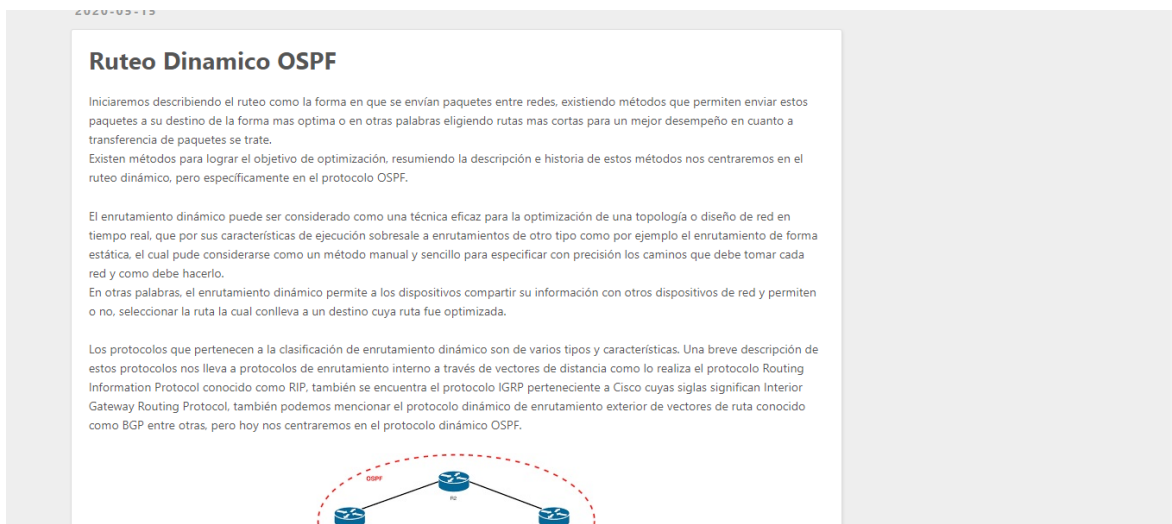 2020-05-15
Ruteo Dinamico OSPF
Iniciaremos describiendo el ruteo como la forma en que se envían paquetes entre redes, existiendo métodos que permiten enviar estos
paquetes a su destino de la forma mas optima o en otras palabras eligiendo rutas mas cortas para un mejor desempeño en cuanto a
transferencia de paquetes se trate.
Existen métodos para lograr el objetivo de optimización, resumiendo la descripción e historia de estos métodos nos centraremos en el
ruteo dinámico, pero específicamente en el protocolo OSPF.
El enrutamiento dinámico puede ser considerado como una técnica eficaz para la optimización de una topología o diseño de red en
tiempo real, que por sus características de ejecución sobresale a enrutamientos de otro tipo como por ejemplo el enrutamiento de forma
estática, el cual pude considerarse como un método manual y sencillo para especificar con precisión los caminos que debe tomar cada
red y como debe hacerlo.
En otras palabras, el enrutamiento dinámico permite a los dispositivos compartir su información con otros dispositivos de red y permiten
o no, seleccionar la ruta la cual conlleva a un destino cuya ruta fue optimizada.
Los protocolos que pertenecen a la clasificación de enrutamiento dinámico son de varios tipos y características. Una breve descripción de
estos protocolos nos lleva a protocolos de enrutamiento interno a través de vectores de distancia como lo realiza el protocolo Routing
Information Protocol conocido como RIP, también se encuentra el protocolo IGRP perteneciente a Cisco cuyas siglas significan Interior
Gateway Routing Protocol, también podemos mencionar el protocolo dinámico de enrutamiento exterior de vectores de ruta conocido
como BGP entre otras, pero hoy nos centraremos en el protocolo dinámico OSPF.
OSPF
R2